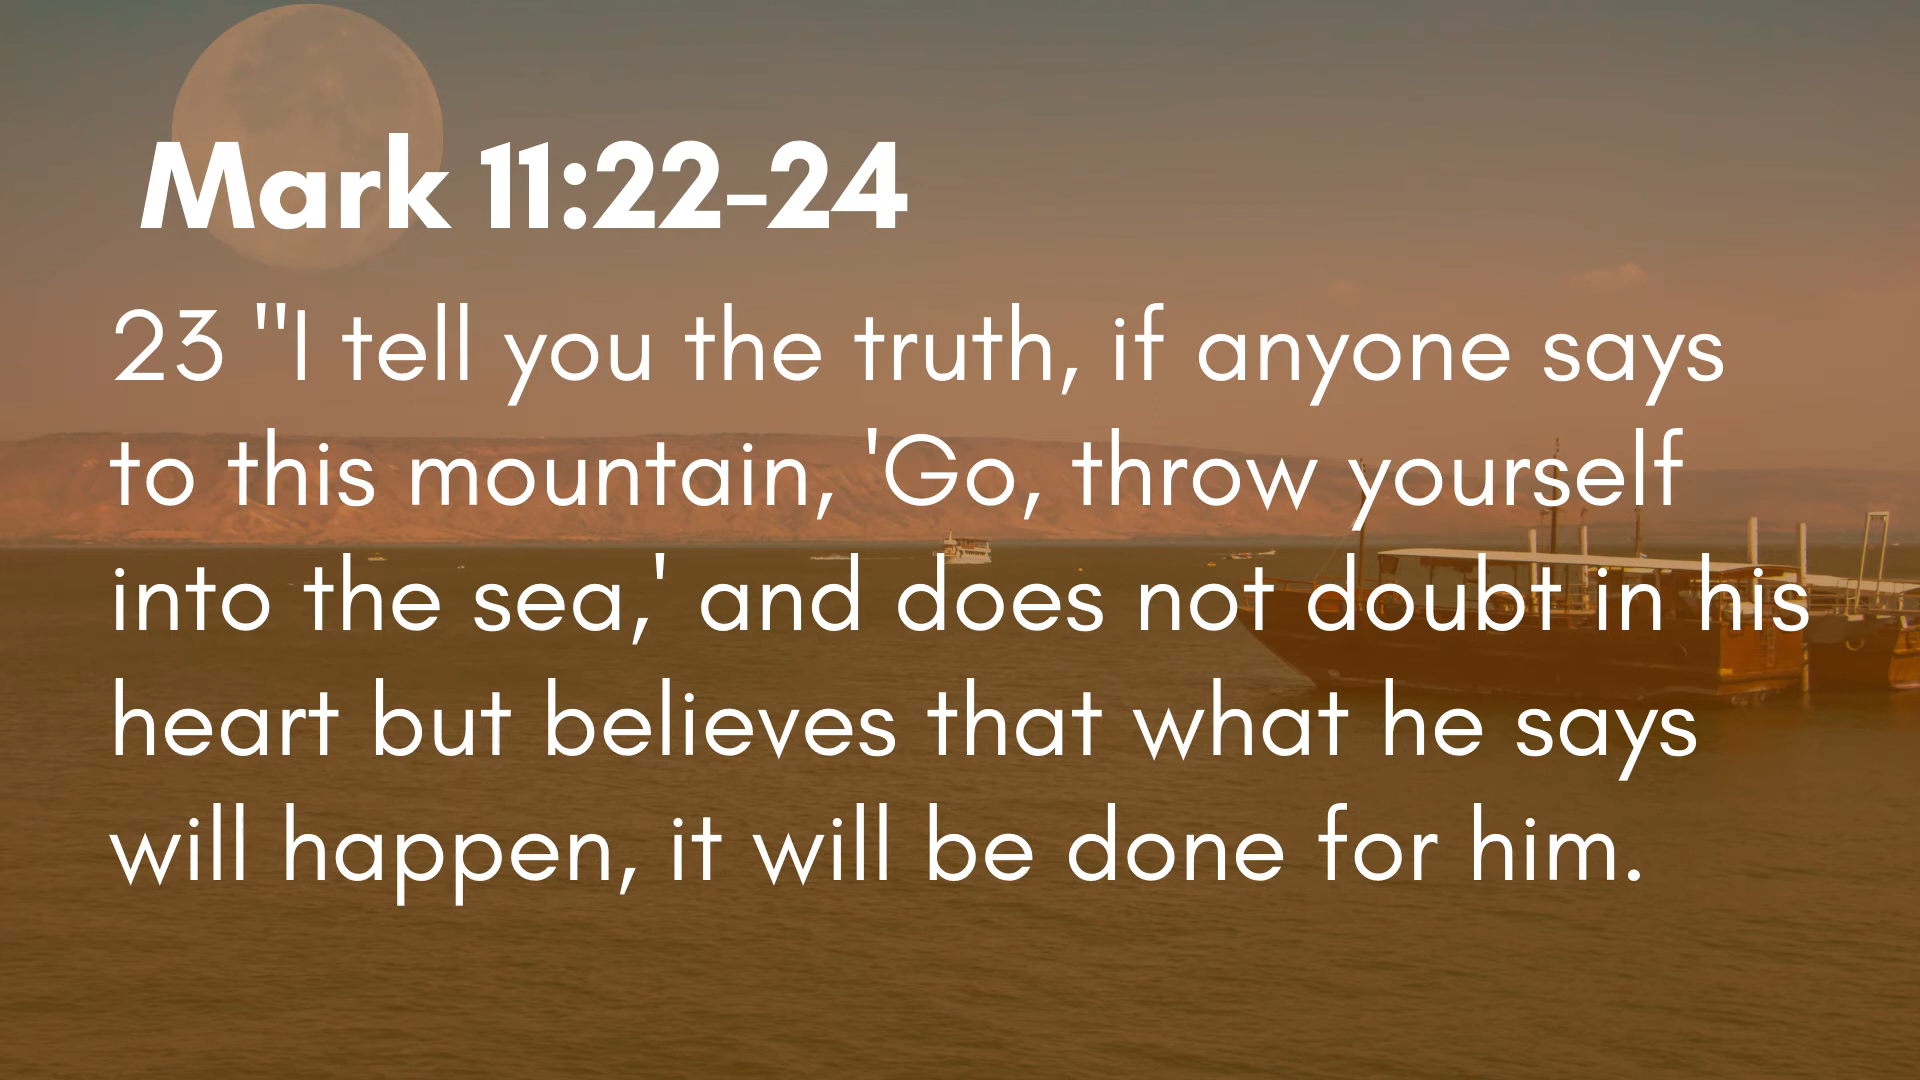 Mark 11:22-24
23 "I tell you the truth, if anyone says
to this mountain, 'Go, throw yourself
into the sea,' and does not doubt in his
heart but believes that what he says
will happen, it will be done for him.